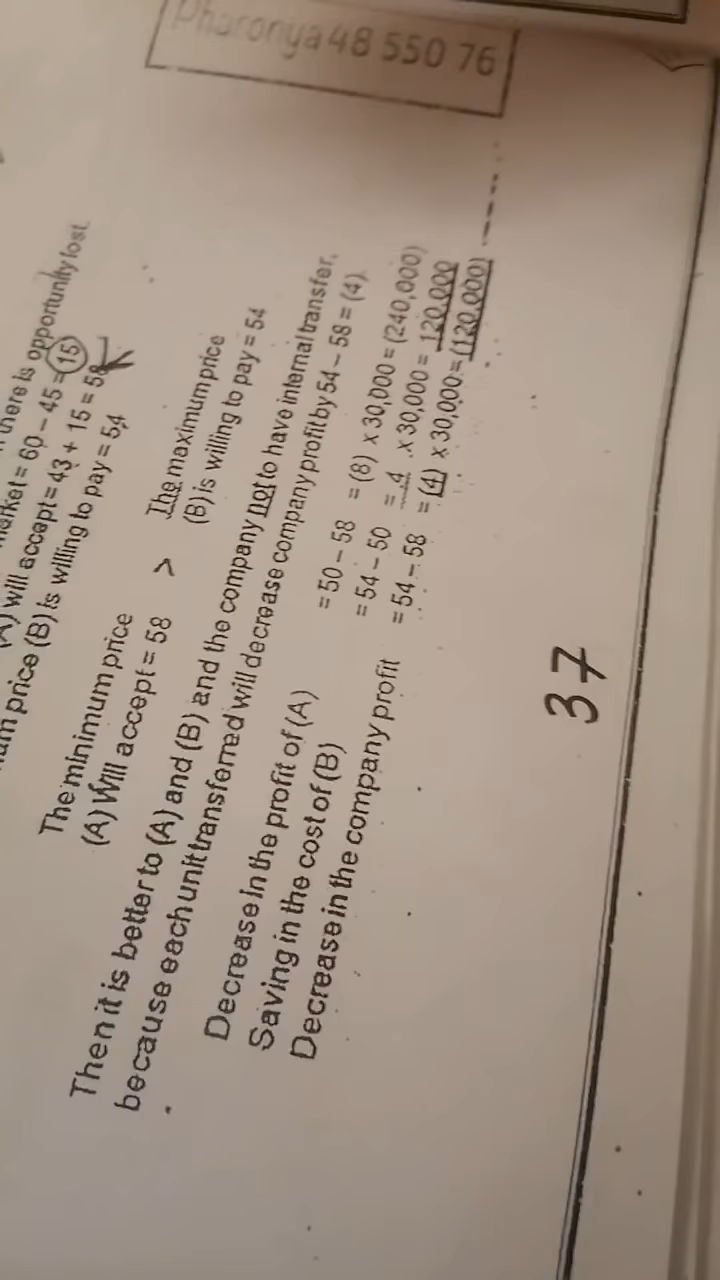 Pharonya 48 550 76
there is opportunity lost.
market = 60 – 45 = 15
(A) will accept = 43 + 15 = 58
price (B) is willing to pay = 54
The minimum price
(A) Will accept = 58 > The maximum price
(B) is willing to pay = 54
Then it is better to (A) and (B) and the company not to have internal transfer,
because each unit transferred will decrease company profit by 54 – 58 = (4).
Decrease in the profit of (A) = 50 – 58 = (8) x 30,000 = (240,000)
Saving in the cost of (B) = 54 – 50 = 4 x 30,000 = 120,000
Decrease in the company profit = 54 – 58 = (4) x 30,000 = (120,000)
37